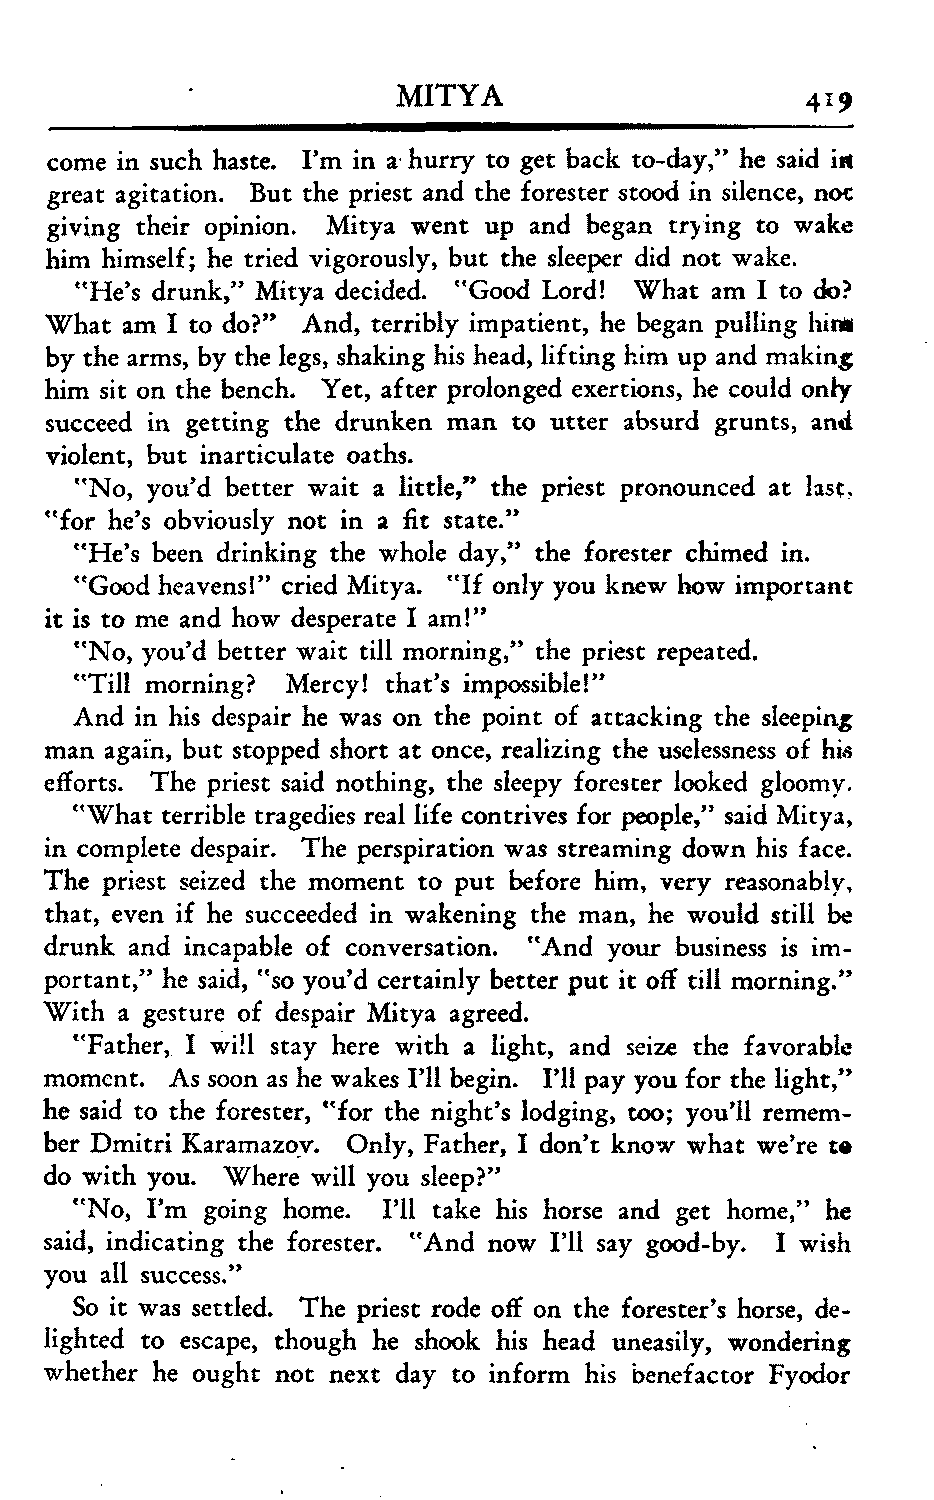 MITYA 419
come in such haste. I'm in a hurry to get back to-day," he said in
great agitation. But the priest and the forester stood in silence, not
giving their opinion. Mitya went up and began trying to wake
him himself; he tried vigorously, but the sleeper did not wake.
"He's drunk," Mitya decided. "Good Lord! What am I to do?
What am I to do?" And, terribly impatient, he began pulling him
by the arms, by the legs, shaking his head, lifting him up and making
him sit on the bench. Yet, after prolonged exertions, he could only
succeed in getting the drunken man to utter absurd grunts, and
violent, but inarticulate oaths.
"No, you'd better wait a little," the priest pronounced at last,
"for he's obviously not in a fit state."
"He's been drinking the whole day," the forester chimed in.
"Good heavens!" cried Mitya. "If only you knew how important
it is to me and how desperate I am!"
"No, you'd better wait till morning," the priest repeated.
"Till morning? Mercy! that's impossible!"
And in his despair he was on the point of attacking the sleeping
man again, but stopped short at once, realizing the uselessness of his
efforts. The priest said nothing, the sleepy forester looked gloomy.
"What terrible tragedies real life contrives for people," said Mitya,
in complete despair. The perspiration was streaming down his face.
The priest seized the moment to put before him, very reasonably,
that, even if he succeeded in wakening the man, he would still be
drunk and incapable of conversation. "And your business is im-
portant," he said, "so you'd certainly better put it off till morning."
With a gesture of despair Mitya agreed.
"Father, I will stay here with a light, and seize the favorable
moment. As soon as he wakes I'll begin. I'll pay you for the light,"
he said to the forester, "for the night's lodging, too; you'll remem-
ber Dmitri Karamazov. Only, Father, I don't know what we're to
do with you. Where will you sleep?"
"No, I'm going home. I'll take his horse and get home," he
said, indicating the forester. "And now I'll say good-by. I wish
you all success."
So it was settled. The priest rode off on the forester's horse, de-
lighted to escape, though he shook his head uneasily, wondering
whether he ought not next day to inform his benefactor Fyodor